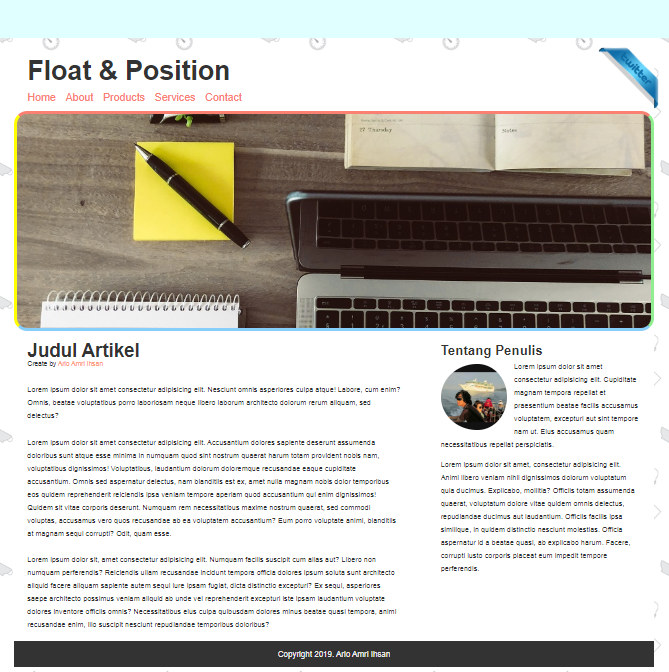 twitter
Float & Position
Home About Products Services Contact
27 Thursday
Notes
Judul Artikel
Create by Ario Amri Ihsan
Lorem ipsum dolor sit amet consectetur adipisicing elit. Nesciunt omnis asperiores culpa atque! Labore, cum enim?
Omnis, beatae voluptatibus porro laboriosam neque libero laborum architecto dolorum rerum aliquam, sed
delectus?
Lorem ipsum dolor sit amet consectetur adipisicing elit. Accusantium dolores sapiente deserunt assumenda
doloribus sunt atque esse minima in numquam quod sint nostrum quaerat harum totam provident nobis nam,
voluptatibus dignissimos! Voluptatibus, laudantium dolorum doloremque recusandae eaque cupiditate
accusantium. Omnis sed aspernatur delectus, nam blanditiis est ex, amet nulla magnam nobis dolor temporibus
eos quidem reprehenderit reiciendis ipsa veniam tempore aperiam quod accusantium qui enim dignissimos!
Quidem sit vitae corporis deserunt. Numquam rem necessitatibus maxime nostrum quaerat, sed commodi
voluptas, accusamus vero quos recusandae ab ea voluptatem accusantium? Eum porro voluptate animi, blanditiis
at magnam sequi corrupti? Odit, quam esse.
Lorem ipsum dolor sit, amet consectetur adipisicing elit. Numquam facilis suscipit cum alias aut? Libero non
numquam perferendis? Reiciendis ullam recusandae incidunt tempora officia dolores ipsum soluta sunt architecto
aliquid facere aliquam sapiente autem sequi iure ipsam fugiat, dicta distinctio excepturi? Ex sequi, asperiores
saepe architecto possimus veniam aliquid ab unde vel reprehenderit excepturi iste ipsam laudantium voluptate
dolores inventore officiis omnis? Necessitatibus eius culpa quibusdam dolores minus beatae quasi tempora, animi
recusandae enim, illo suscipit nesciunt repudiandae temporibus doloribus?
Tentang Penulis
Lorem ipsum dolor sit amet
consectetur adipisicing elit. Cupiditate
magnam tempora repellat et
praesentium beatae facilis accusamus
voluptatem, excepturi aut sint tempore
nam ut. Eius accusamus quam
necessitatibus repellat perspiciatis.
Lorem ipsum dolor sit amet, consectetur adipisicing elit.
Animi libero veniam nihil dignissimos dolorum voluptatum
quia ducimus. Explicabo, mollitia? Officiis totam assumenda
quaerat, voluptatum dolore vitae quidem omnis delectus,
repudiandae ducimus aut laudantium. Officiis facilis ipsa
similique, in quidem distinctio nesciunt molestias. Officia
aspernatur id a beatae quasi, ab explicabo harum. Facere,
corrupti iusto corporis placeat eum impedit tempore
perferendis.
Copyright 2019. Ario Amri Ihsan